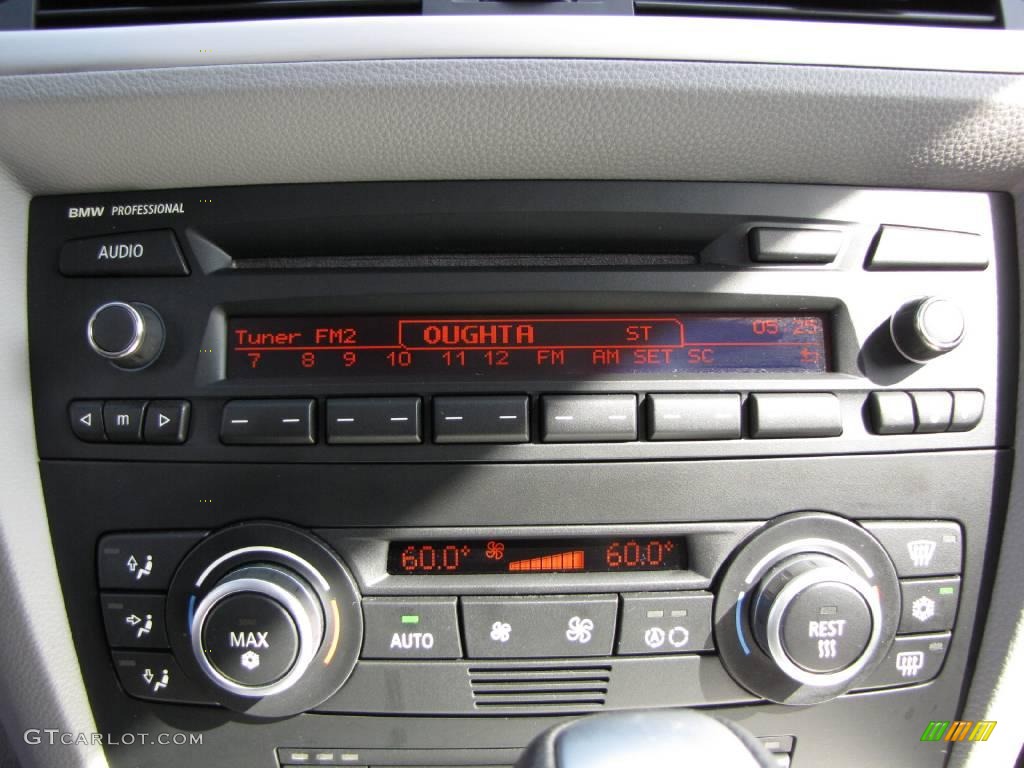 BMW PROFESSIONAL
AUDIO
Tuner FM2 OUGHTA ST 05 25
7 8 9 10 11 12 FM AM SET SC
m
60.0° 60.0°
MAX
AUTO
A
REST
GTCARLOT.COM